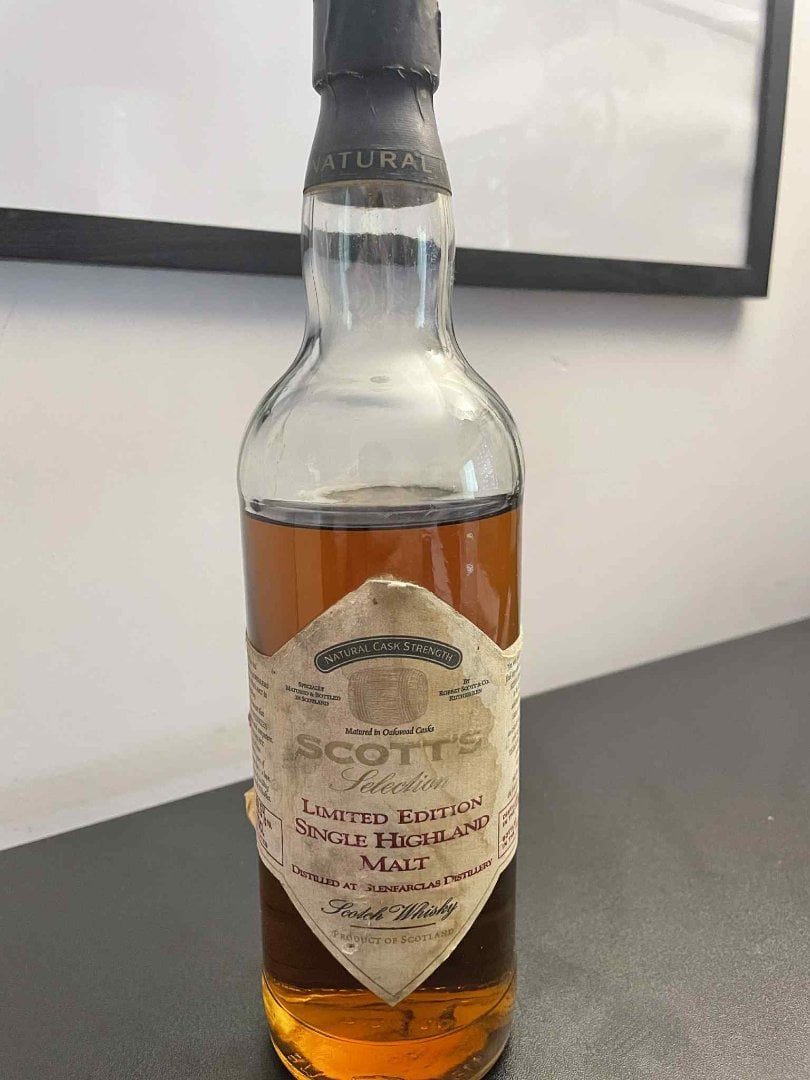 NATURAL
NATURAL CASK STRENGTH
SPECIALLY
MATURED & BOTTLED
IN SCOTLAND
BY
ROBERT SCOTT & CO.
RUTHERGLEN
Matured in Oakwood Casks
SCOTT'S
Selection
LIMITED EDITION
SINGLE HIGHLAND
MALT
DISTILLED AT GLENFARCLAS DISTILLERY
Scotch Whisky
PRODUCT OF SCOTLAND